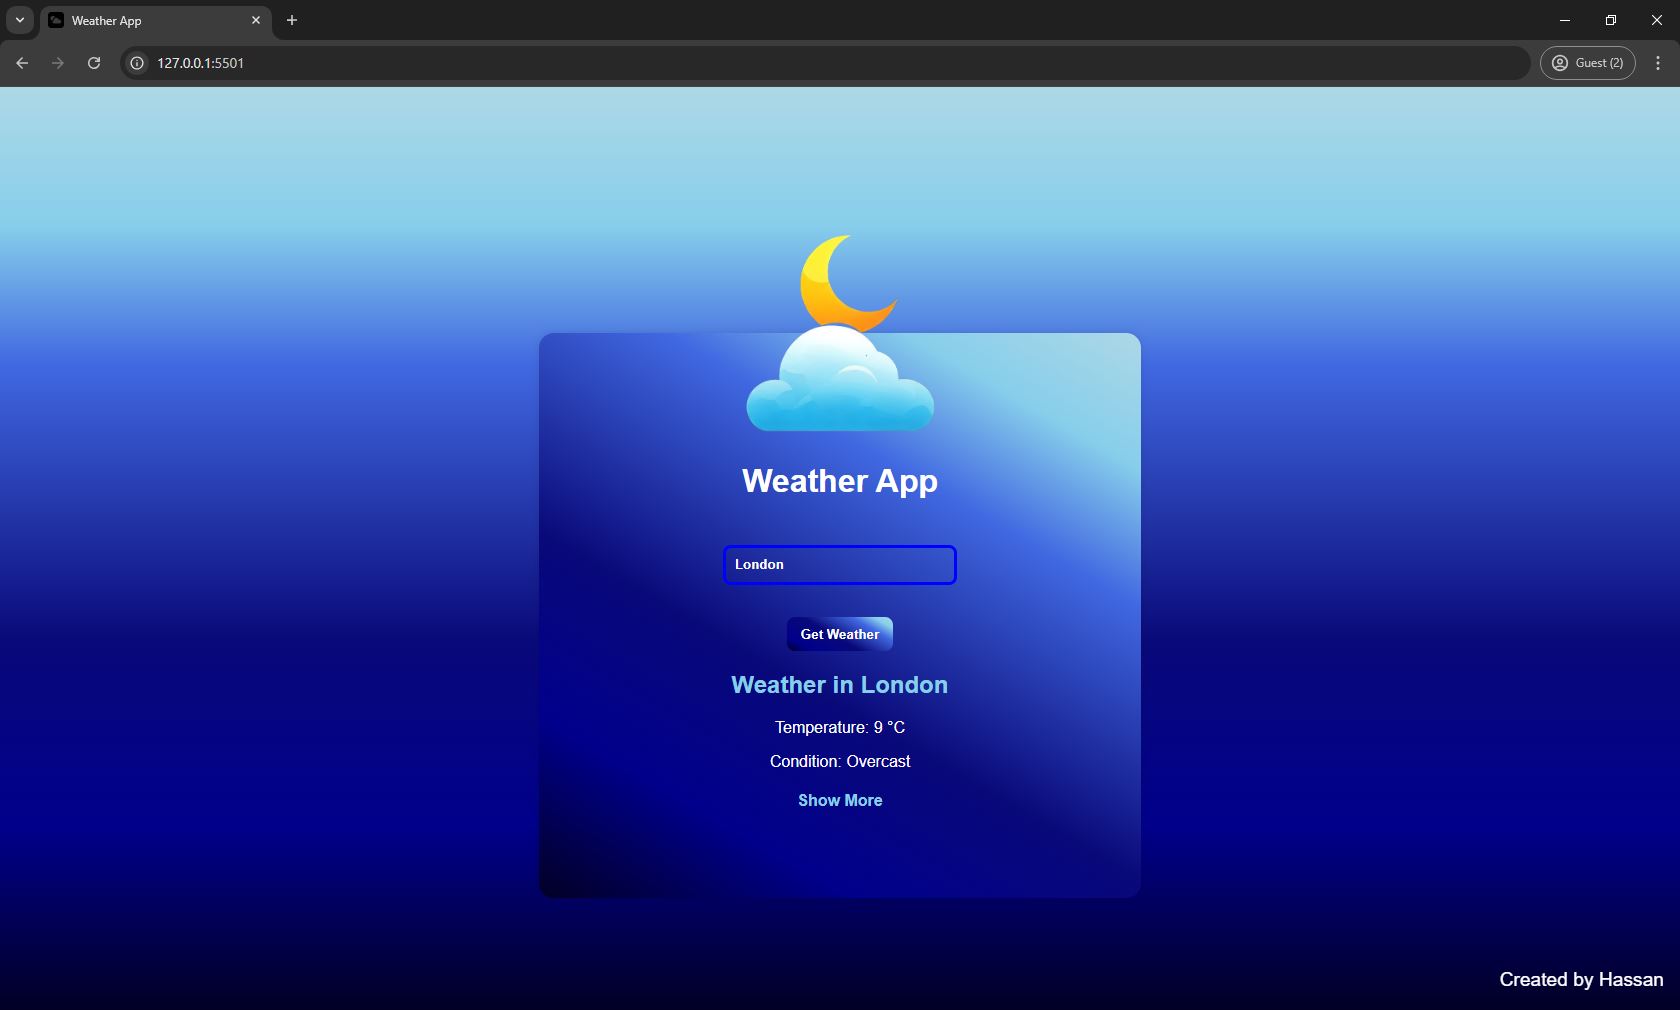 Weather App
127.0.0.1:5501
Guest (2)
Weather App
London
Get Weather
Weather in London
Temperature: 9 °C
Condition: Overcast
Show More
Created by Hassan